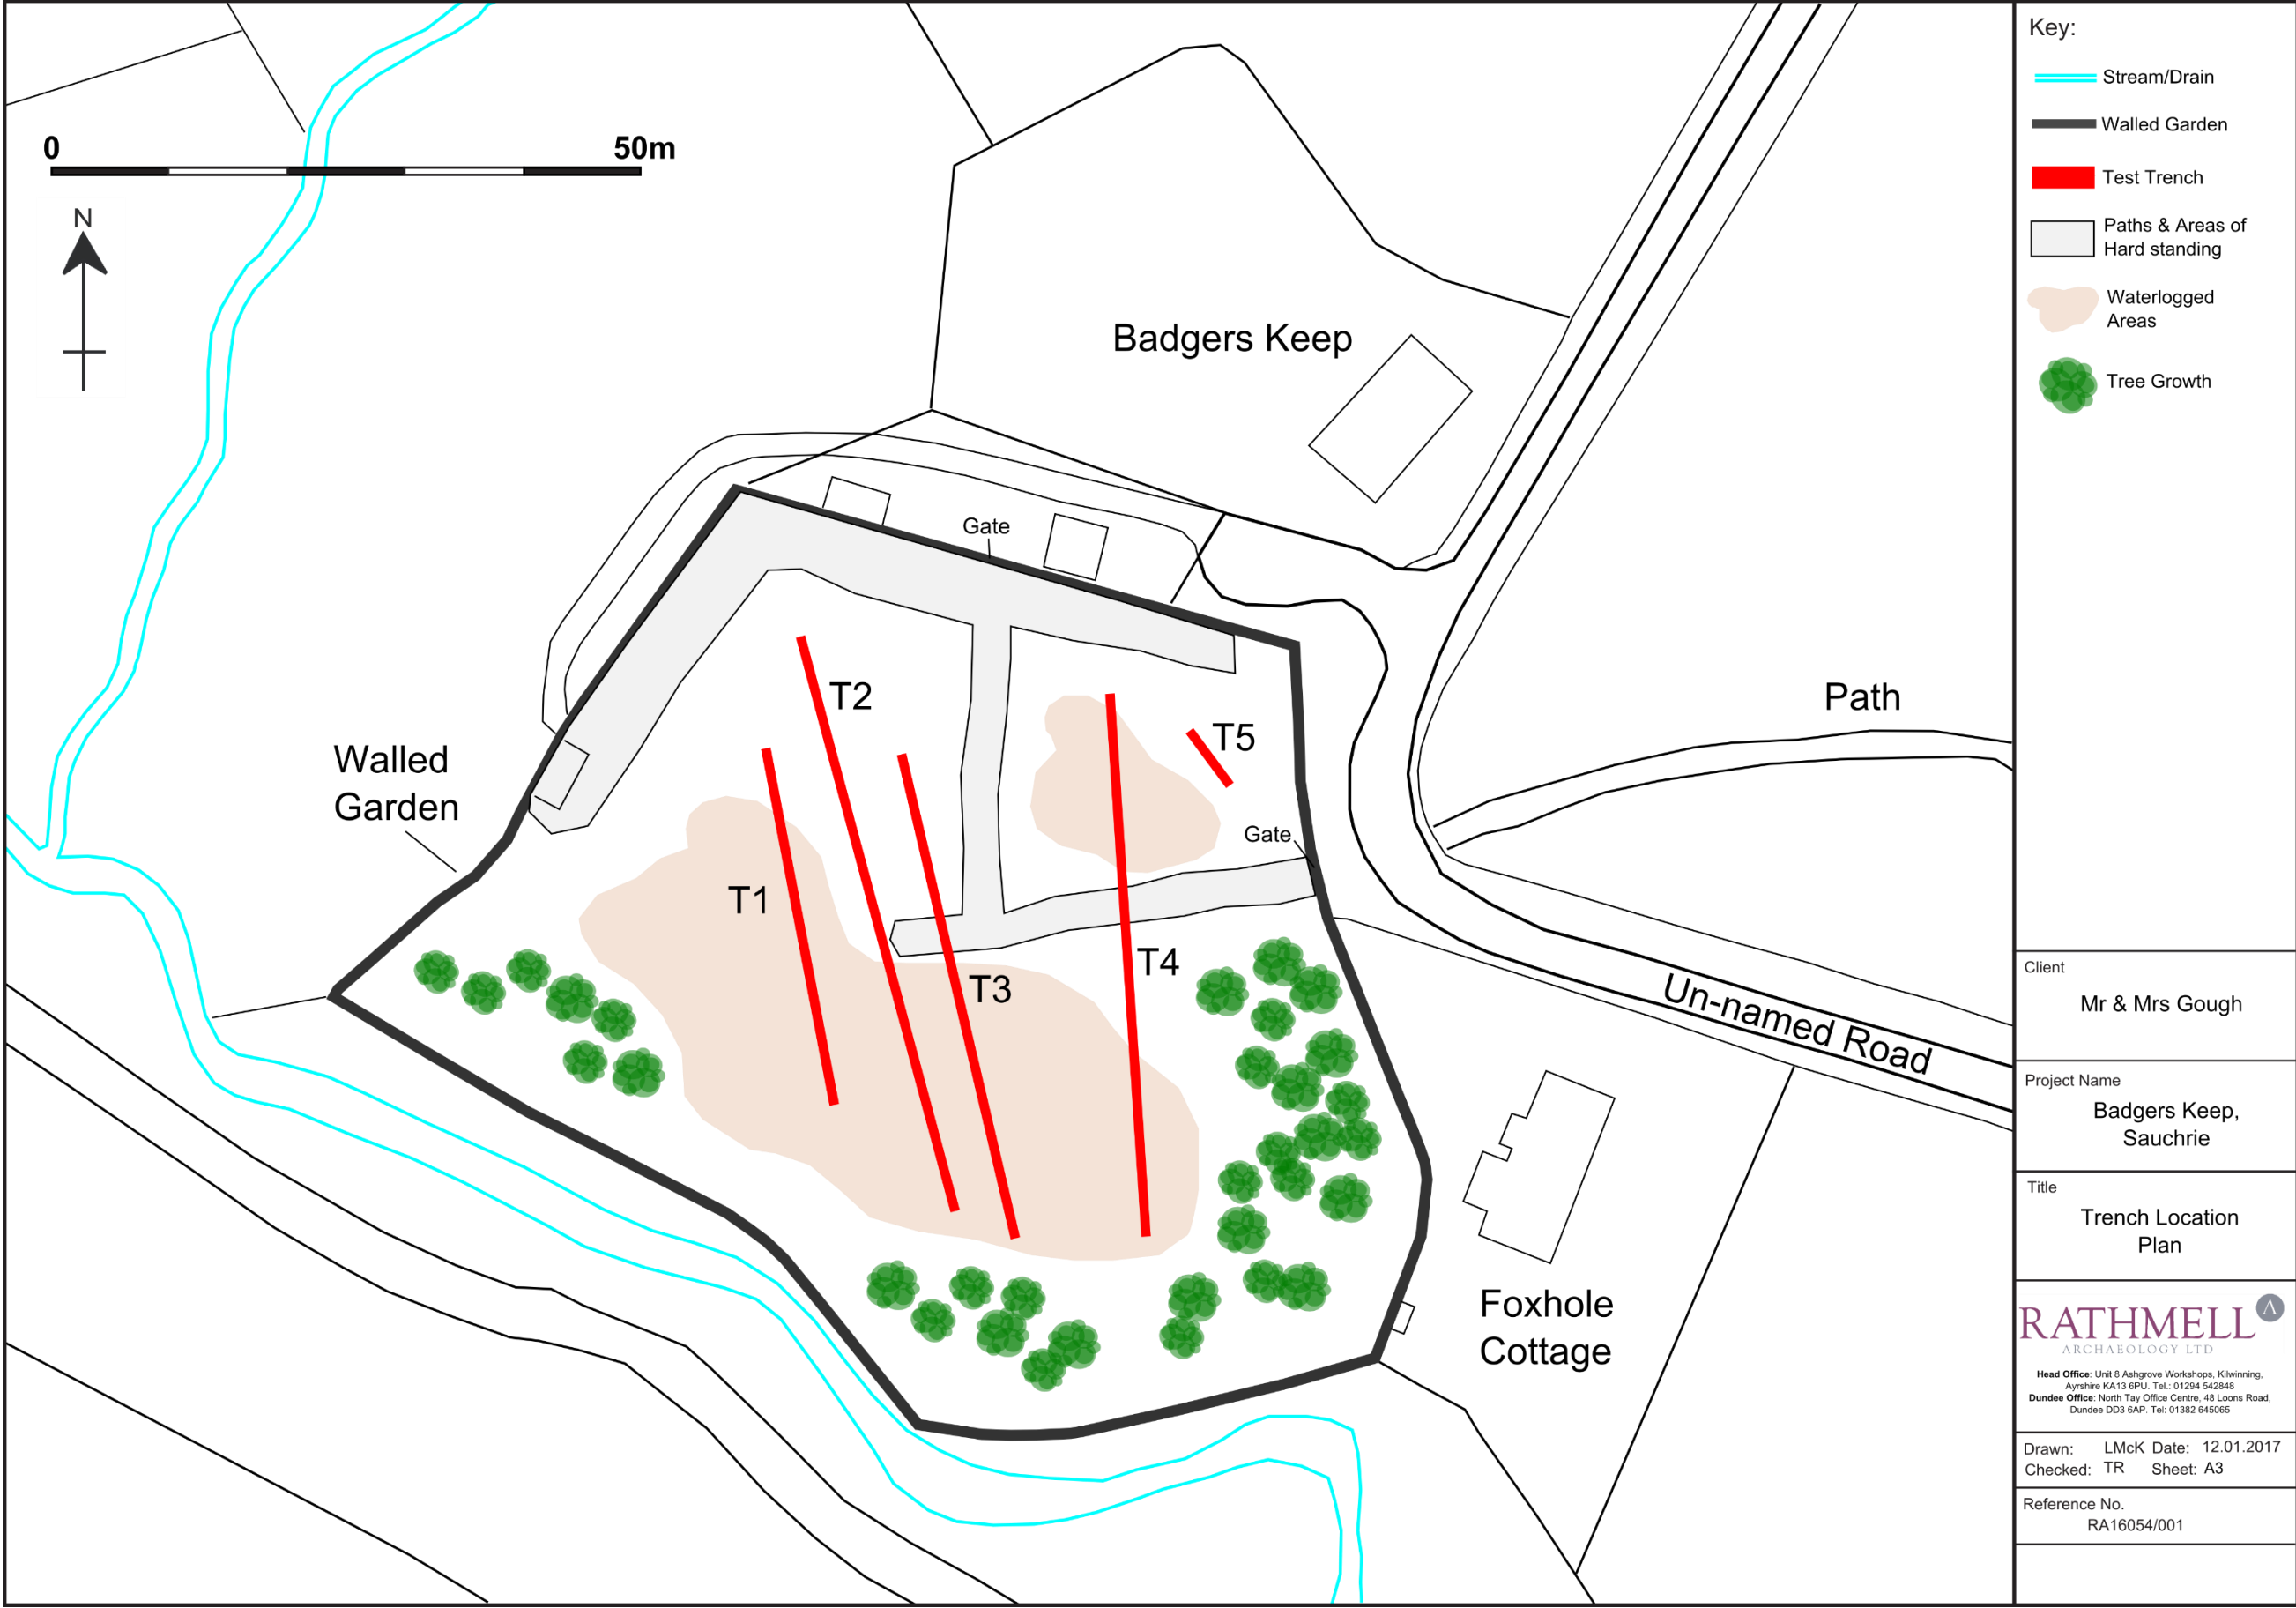 0 50m
N
Badgers Keep
Gate
T2
T5
Path
Walled
Garden
Gate
T1
T4
T3
Un-named Road
Foxhole
Cottage
Key:
Stream/Drain
Walled Garden
Test Trench
Paths & Areas of
Hard standing
Waterlogged
Areas
Tree Growth
Client
Mr & Mrs Gough
Project Name
Badgers Keep,
Sauchrie
Title
Trench Location
Plan
RATHMELL Λ
ARCHAEOLOGY LTD
Head Office: Unit 8 Ashgrove Workshops, Kilwinning,
Ayrshire KA13 6PU. Tel.: 01294 542848
Dundee Office: North Tay Office Centre, 48 Loons Road,
Dundee DD3 6AP. Tel: 01382 645065
Drawn: LMcK Date: 12.01.2017
Checked: TR Sheet: A3
Reference No.
RA16054/001